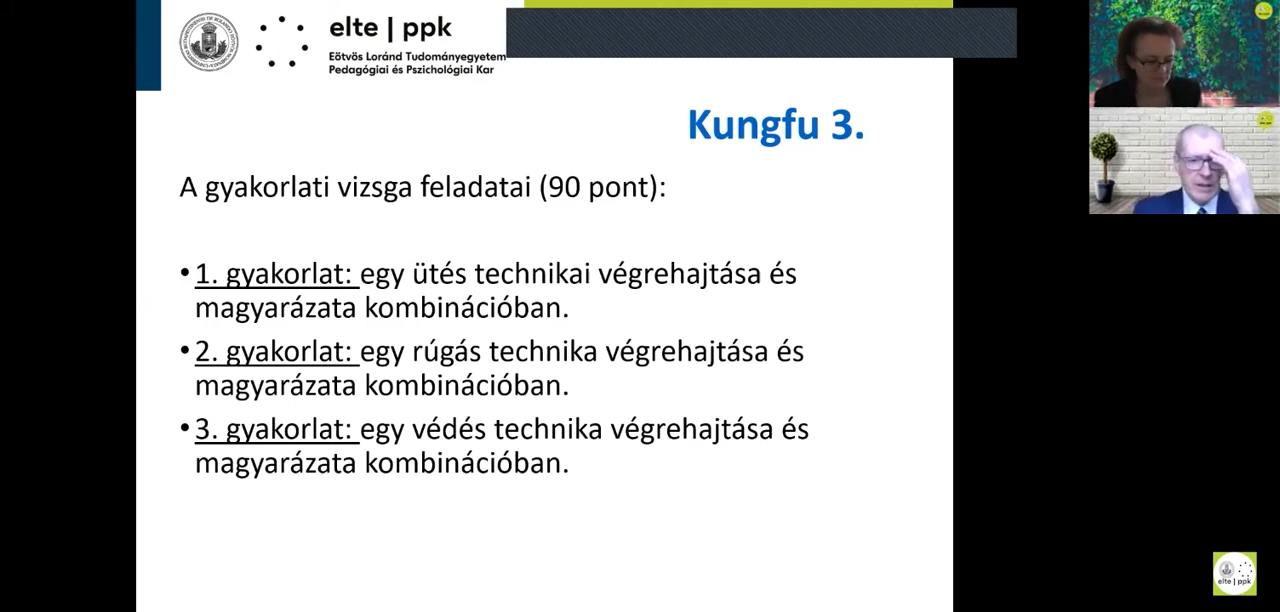 elte | ppk
Eötvös Loránd Tudományegyetem
Pedagógiai és Pszichológiai Kar
Kungfu 3.
A gyakorlati vizsga feladatai (90 pont):
•1. gyakorlat: egy ütés technikai végrehajtása és
magyarázata kombinációban.
•2. gyakorlat: egy rúgás technika végrehajtása és
magyarázata kombinációban.
•3. gyakorlat: egy védés technika végrehajtása és
magyarázata kombinációban.
elte | ppk